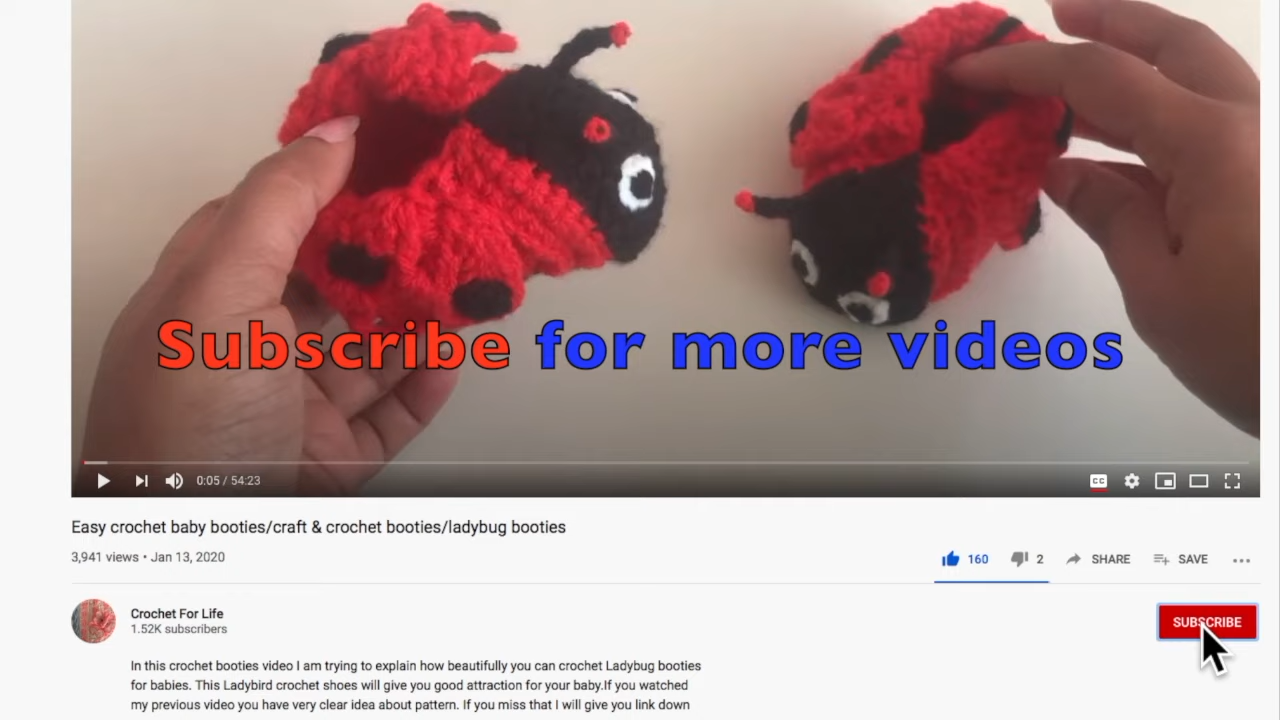 Subscribe for more videos
0:05 / 54:23
CC
Easy crochet baby booties/craft & crochet booties/ladybug booties
3,941 views • Jan 13, 2020
160
2
SHARE
SAVE
Crochet For Life
1.52K subscribers
SUBSCRIBE
In this crochet booties video I am trying to explain how beautifully you can crochet Ladybug booties
for babies. This Ladybird crochet shoes will give you good attraction for your baby.If you watched
my previous video you have very clear idea about pattern. If you miss that I will give you link down